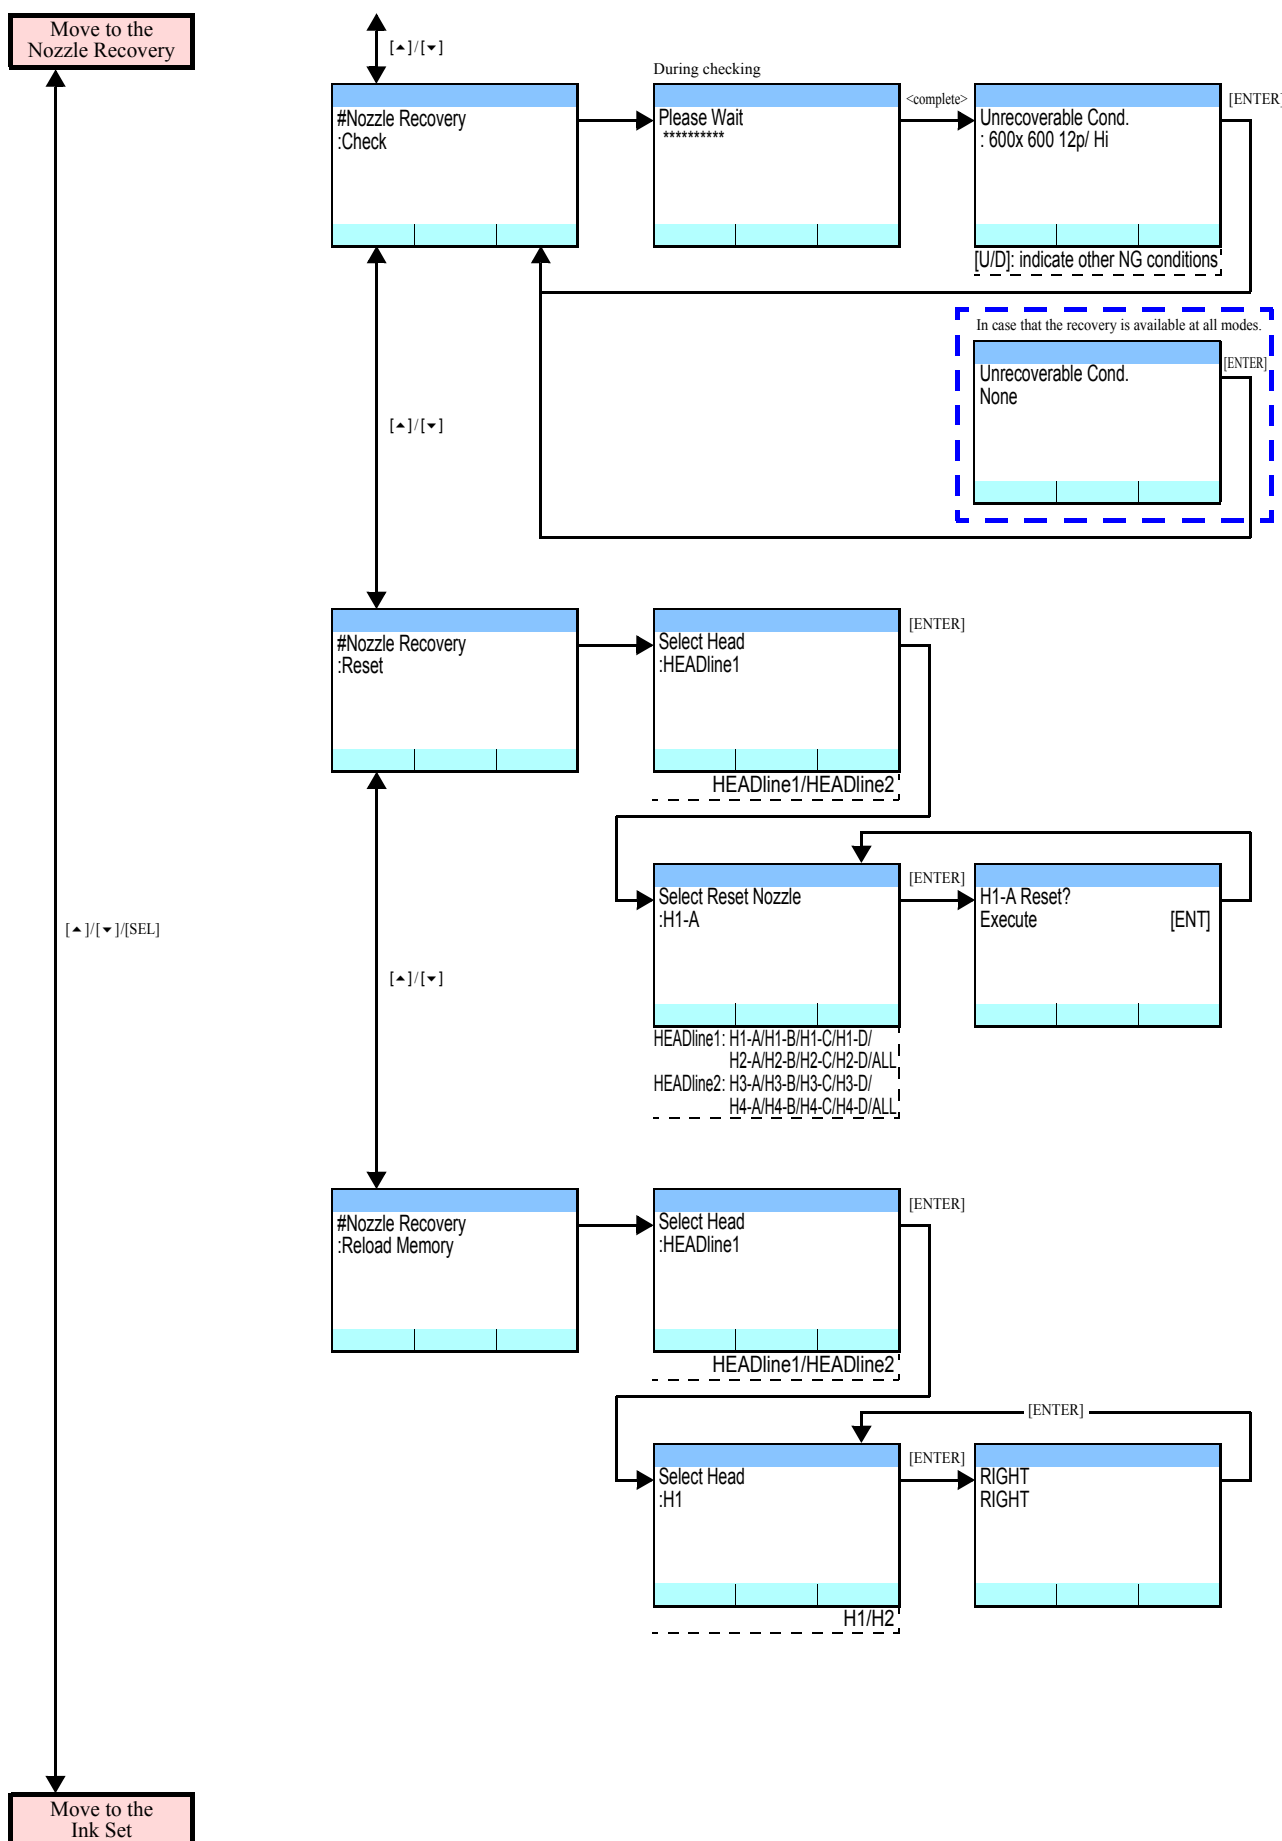 Move to the
Nozzle Recovery
[▲]/[▼]
#Nozzle Recovery
:Check
During checking
Please Wait
**********
<complete>
Unrecoverable Cond.
: 600x 600 12p/ Hi
[ENTER]
[U/D]: indicate other NG conditions
In case that the recovery is available at all modes.
Unrecoverable Cond.
None
[ENTER]
[▲]/[▼]
#Nozzle Recovery
:Reset
Select Head
:HEADline1
[ENTER]
HEADline1/HEADline2
Select Reset Nozzle
:H1-A
[ENTER]
H1-A Reset?
Execute [ENT]
HEADline1: H1-A/H1-B/H1-C/H1-D/
H2-A/H2-B/H2-C/H2-D/ALL
HEADline2: H3-A/H3-B/H3-C/H3-D/
H4-A/H4-B/H4-C/H4-D/ALL
[▲]/[▼]/[SEL]
[▲]/[▼]
#Nozzle Recovery
:Reload Memory
Select Head
:HEADline1
[ENTER]
HEADline1/HEADline2
[ENTER]
Select Head
:H1
[ENTER]
RIGHT
RIGHT
H1/H2
Move to the
Ink Set